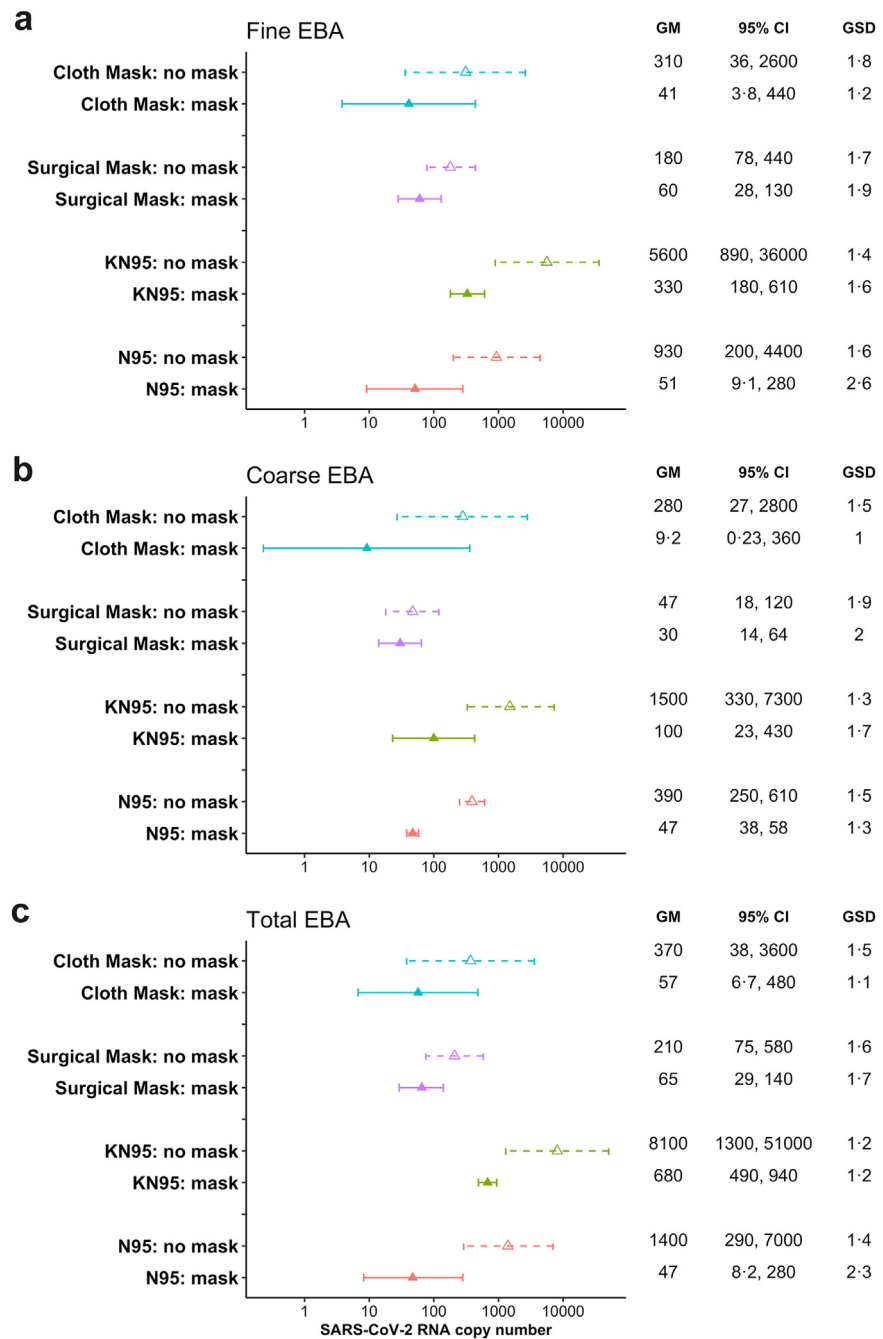 a
Fine EBA GM 95% CI GSD
Cloth Mask: no mask 310 36, 2600 1·8
Cloth Mask: mask 41 3·8, 440 1·2
Surgical Mask: no mask 180 78, 440 1·7
Surgical Mask: mask 60 28, 130 1·9
KN95: no mask 5600 890, 36000 1·4
KN95: mask 330 180, 610 1·6
N95: no mask 930 200, 4400 1·6
N95: mask 51 9·1, 280 2·6
1 10 100 1000 10000
b
Coarse EBA GM 95% CI GSD
Cloth Mask: no mask 280 27, 2800 1·5
Cloth Mask: mask 9·2 0·23, 360 1
Surgical Mask: no mask 47 18, 120 1·9
Surgical Mask: mask 30 14, 64 2
KN95: no mask 1500 330, 7300 1·3
KN95: mask 100 23, 430 1·7
N95: no mask 390 250, 610 1·5
N95: mask 47 38, 58 1·3
1 10 100 1000 10000
c
Total EBA GM 95% CI GSD
Cloth Mask: no mask 370 38, 3600 1·5
Cloth Mask: mask 57 6·7, 480 1·1
Surgical Mask: no mask 210 75, 580 1·6
Surgical Mask: mask 65 29, 140 1·7
KN95: no mask 8100 1300, 51000 1·2
KN95: mask 680 490, 940 1·2
N95: no mask 1400 290, 7000 1·4
N95: mask 47 8·2, 280 2·3
1 10 100 1000 10000
SARS-CoV-2 RNA copy number